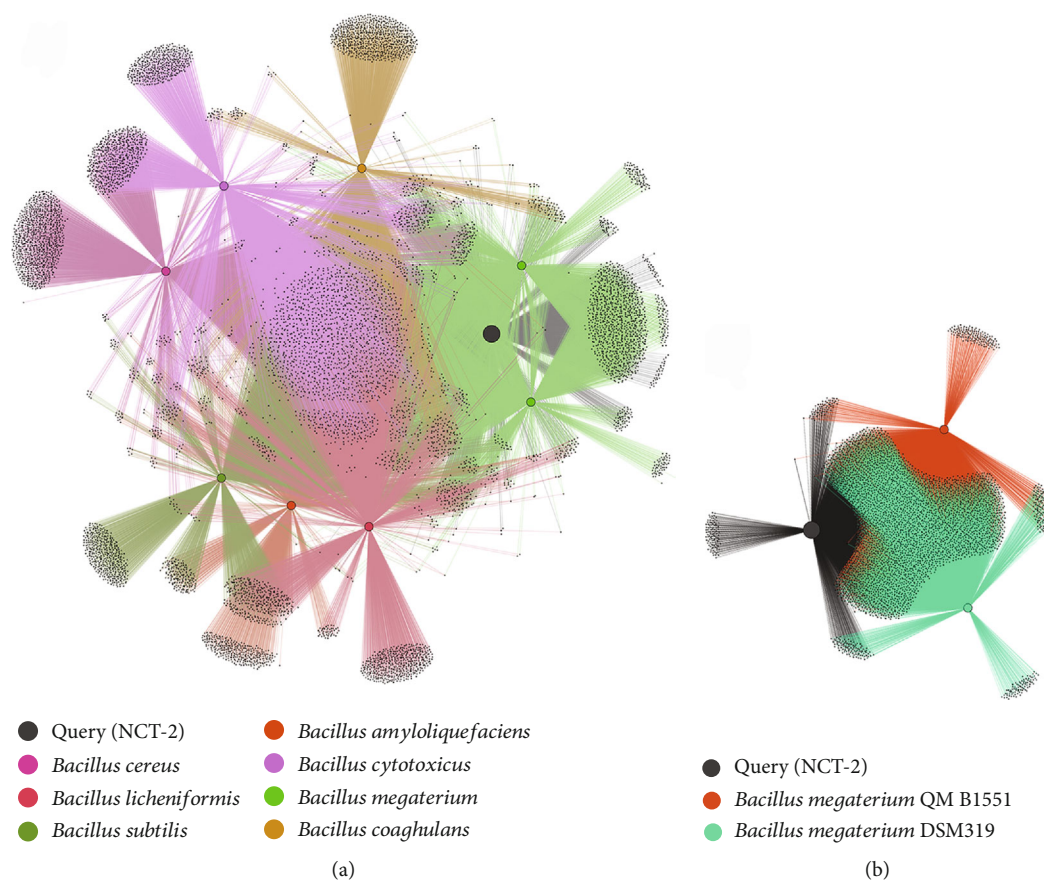 Query (NCT-2)
Bacillus cereus
Bacillus licheniformis
Bacillus subtilis
Bacillus amyloliquefaciens
Bacillus cytotoxicus
Bacillus megaterium
Bacillus coaghulans
(a)
Query (NCT-2)
Bacillus megaterium QM B1551
Bacillus megaterium DSM319
(b)